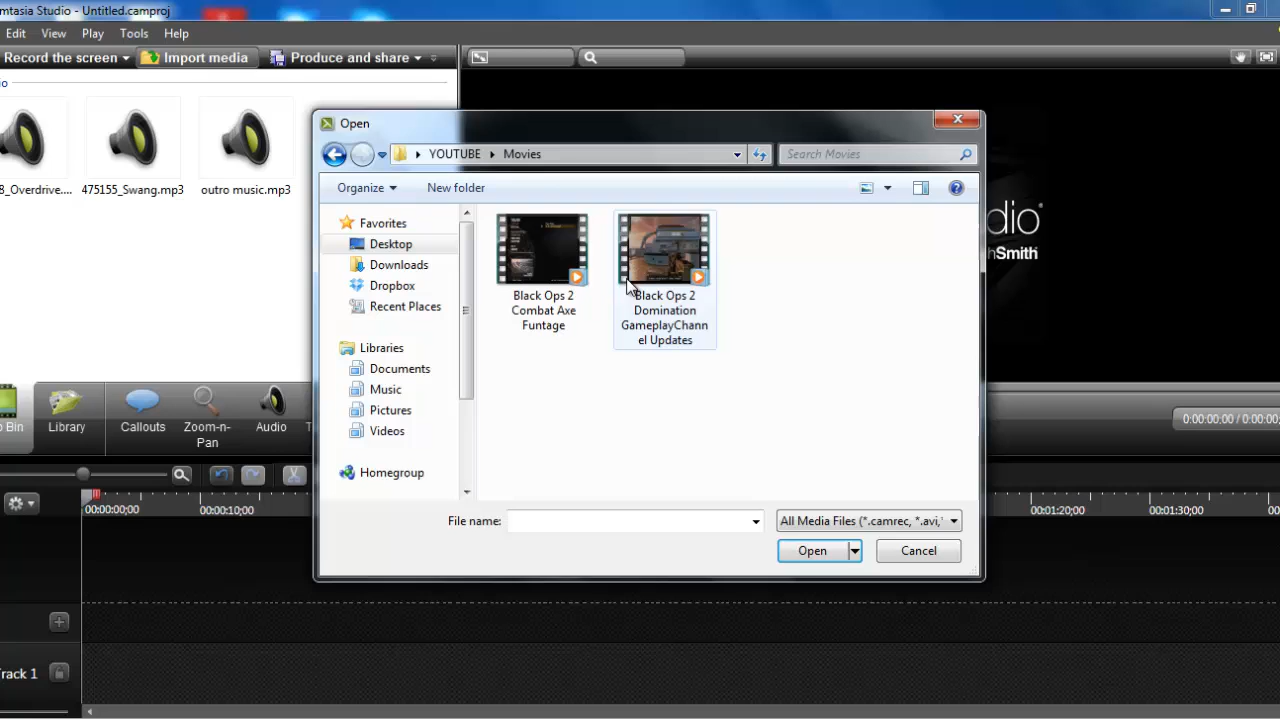 mtasia Studio - Untitled.camproj
Edit View Play Tools Help
Record the screen Import media Produce and share
io
8_Overdrive....
475155_Swang.mp3
outro music.mp3
Open
YOUTUBE Movies
Search Movies
Organize New folder
Favorites
Desktop
Downloads
Dropbox
Recent Places
Libraries
Documents
Music
Pictures
Videos
Homegroup
Black Ops 2
Combat Axe
Funtage
Black Ops 2
Domination
GameplayChann
el Updates
File name:
All Media Files (*.camrec, *.avi,'
Open Cancel
dio
hSmith
Bin
Library
Callouts
Zoom-n-
Pan
Audio
T
0:00:00;00 / 0:00:00;
00:00:00;00
00:00:10;00
00:01:20;00
00:01:30;00
00
rack 1